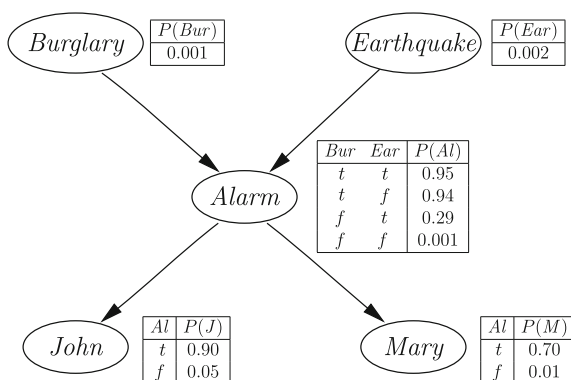 Burglary
P(Bur)
0.001
Earthquake
P(Ear)
0.002
Bur Ear P(Al)
t t 0.95
t f 0.94
f t 0.29
f f 0.001
Alarm
John
Al P(J)
t 0.90
f 0.05
Mary
Al P(M)
t 0.70
f 0.01